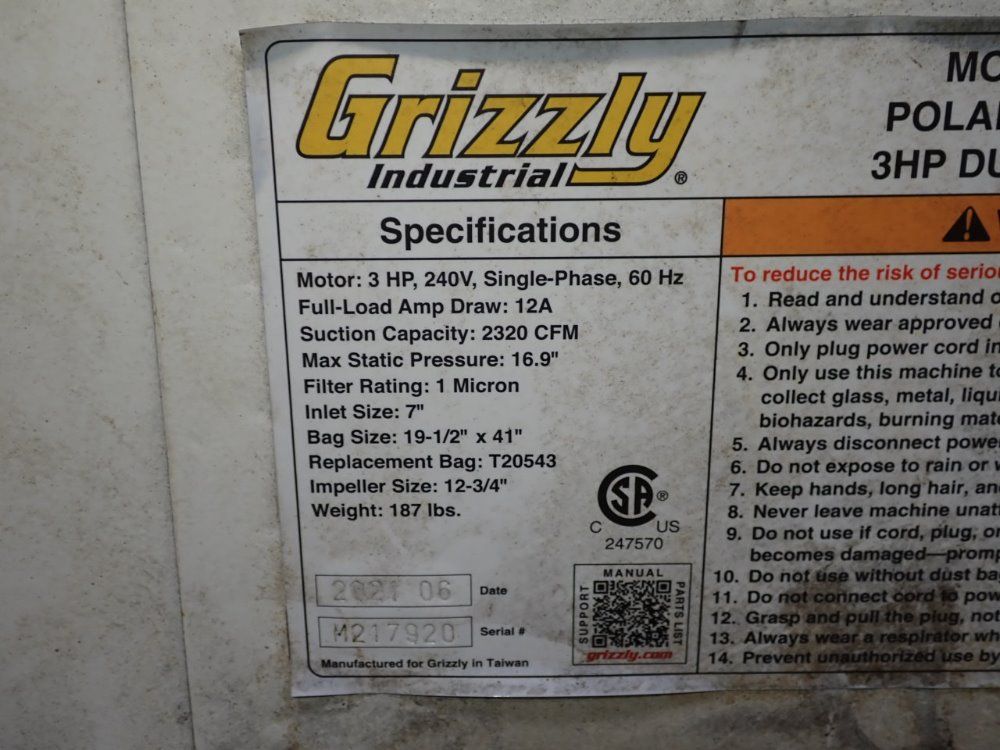 Grizzly
Industrial®
Specifications
Motor: 3 HP, 240V, Single-Phase, 60 Hz
Full-Load Amp Draw: 12A
Suction Capacity: 2320 CFM
Max Static Pressure: 16.9"
Filter Rating: 1 Micron
Inlet Size: 7"
Bag Size: 19-1/2" x 41"
Replacement Bag: T20543
Impeller Size: 12-3/4"
Weight: 187 lbs.
SA ®
C US
247570
2021 06 Date
M217920 Serial #
Manufactured for Grizzly in Taiwan
MANUAL
SUPPORT
PARTS LIST
grizzly.com
MO
POLA
3HP DU
To reduce the risk of serio
1. Read and understand
2. Always wear approved
3. Only plug power cord in
4. Only use this machine to
collect glass, metal, liqu
biohazards, burning mat
5. Always disconnect powe
6. Do not expose to rain or
7. Keep hands, long hair, an
8. Never leave machine unat
9. Do not use if cord, plug, or
becomes damaged—promp
10. Do not use without dust ba
11. Do not connect cord to pow
12. Grasp and pull the plug, not
13. Always wear a respirator wh
14. Prevent unauthorized use by